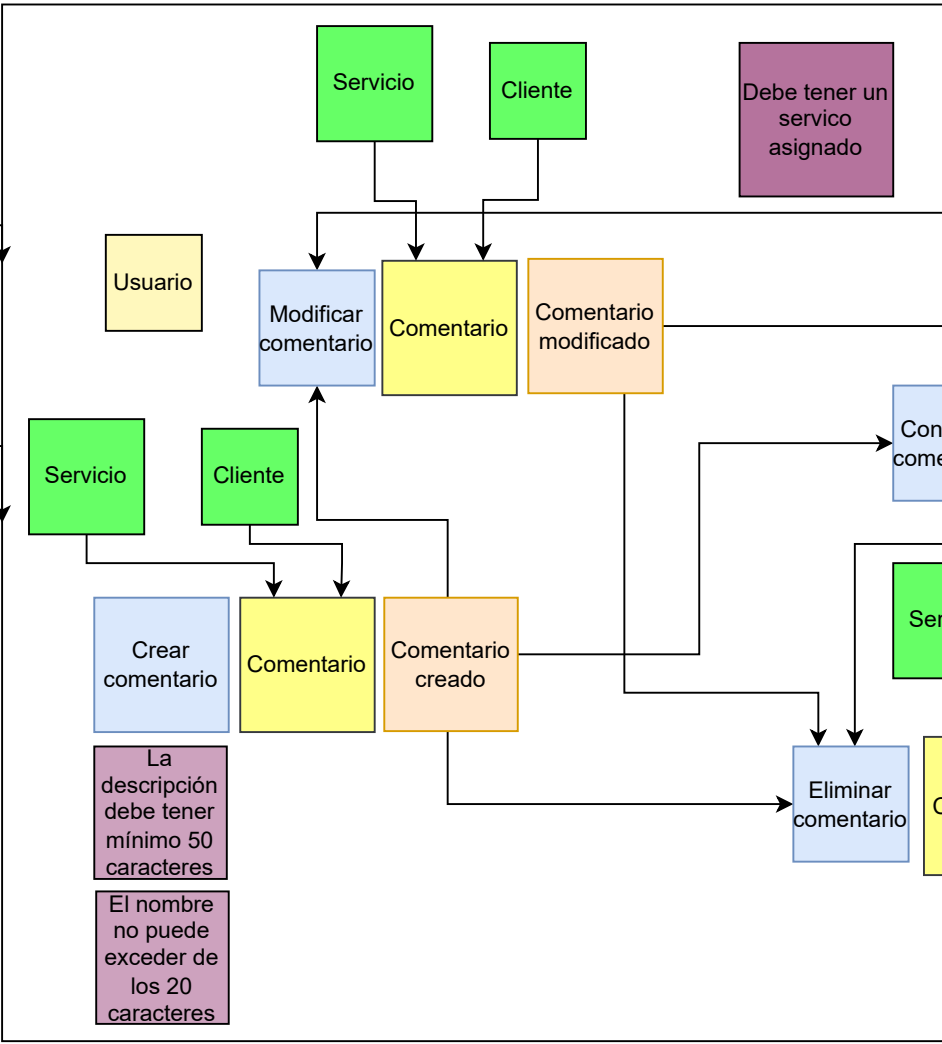 Servicio
Cliente
Debe tener un
servico
asignado
Usuario
Modificar
comentario
Comentario
Comentario
modificado
Servicio
Cliente
Crear
comentario
Comentario
Comentario
creado
Eliminar
comentario
La
descripción
debe tener
mínimo 50
caracteres
El nombre
no puede
exceder de
los 20
caracteres